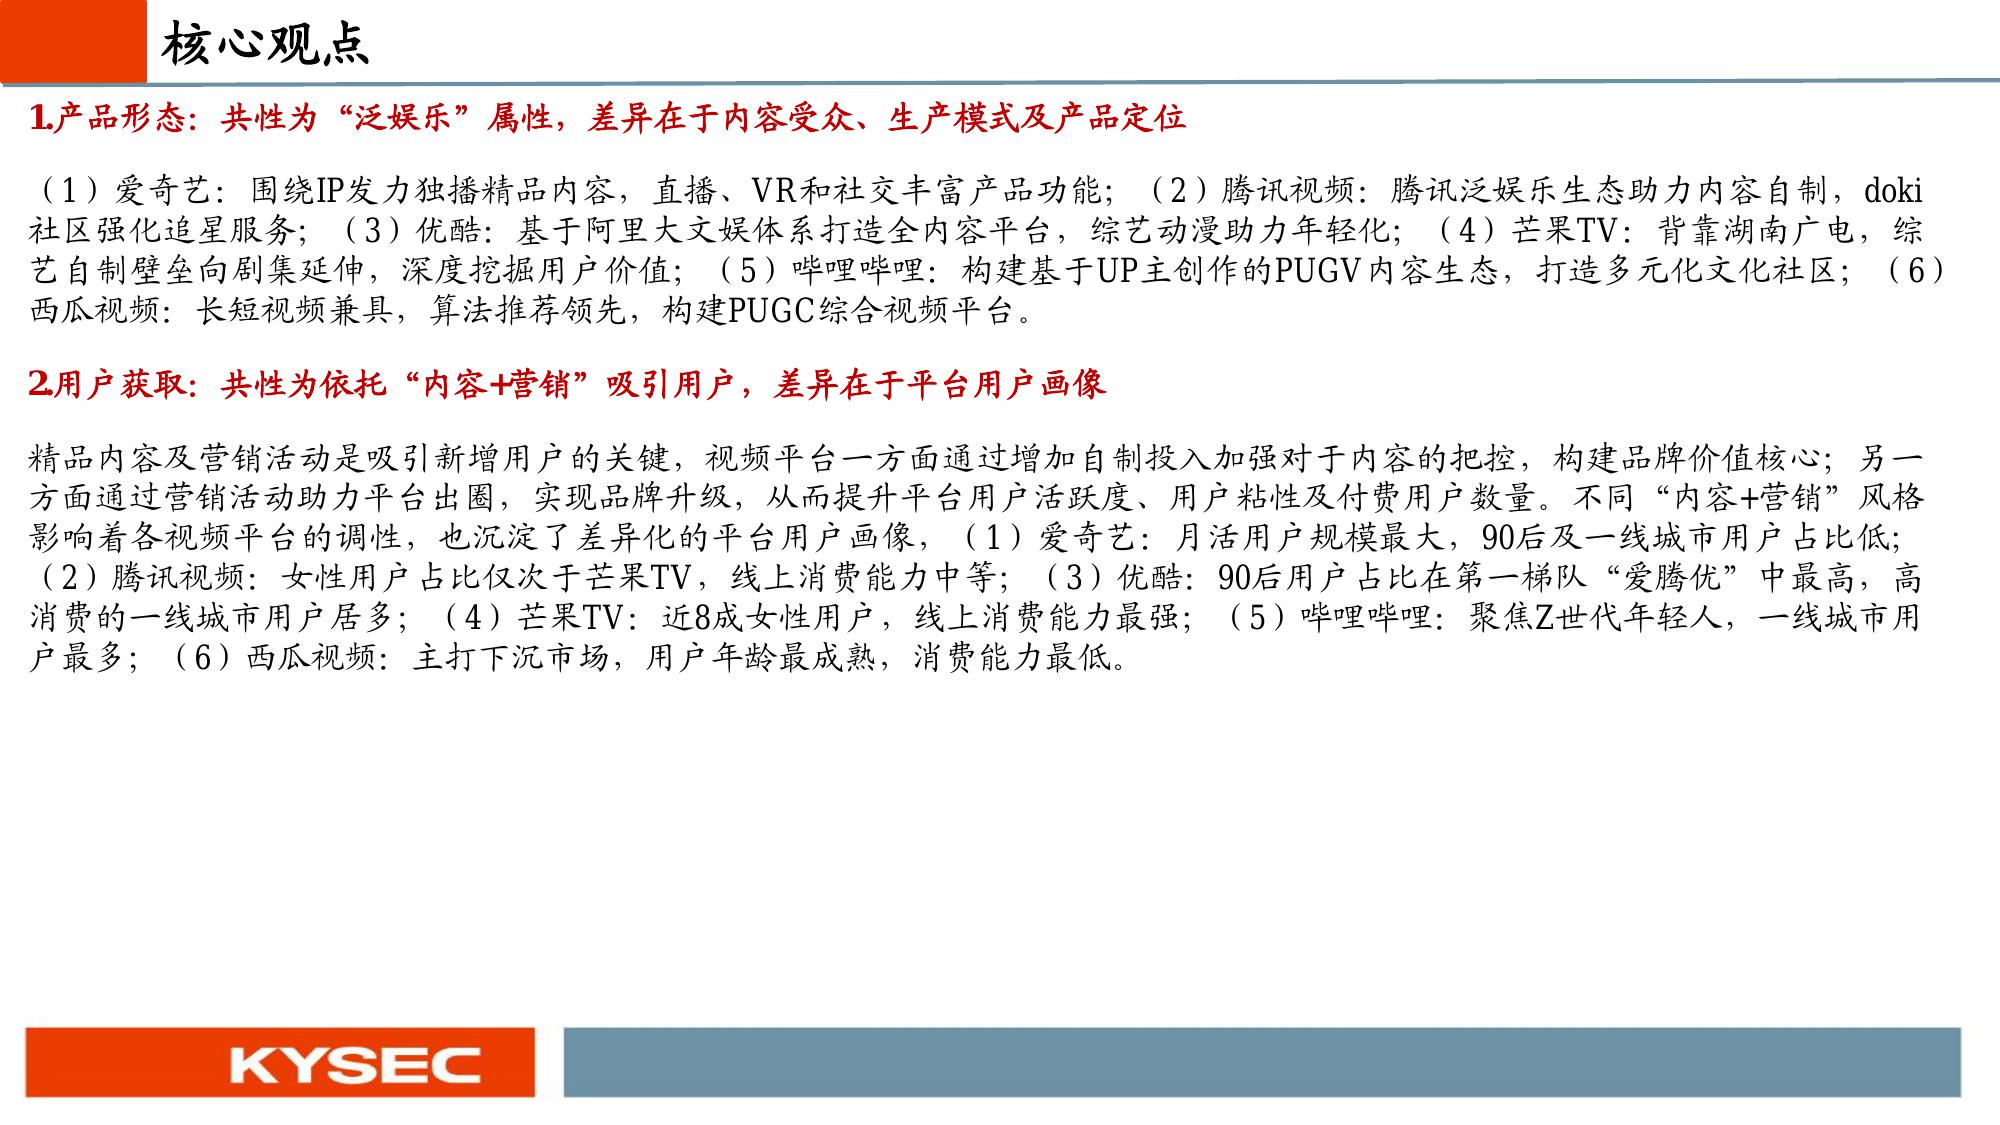 核心观点
1.产品形态：共性为“泛娱乐”属性，差异在于内容受众、生产模式及产品定位
（1）爱奇艺：围绕IP发力独播精品内容，直播、VR和社交丰富产品功能；（2）腾讯视频：腾讯泛娱乐生态助力内容自制，doki
社区强化追星服务；（3）优酷：基于阿里大文娱体系打造全内容平台，综艺动漫助力年轻化；（4）芒果TV：背靠湖南广电，综
艺自制壁垒向剧集延伸，深度挖掘用户价值；（5）哔哩哔哩：构建基于UP主创作的PUGV内容生态，打造多元化文化社区；（6）
西瓜视频：长短视频兼具，算法推荐领先，构建PUGC综合视频平台。
2.用户获取：共性为依托“内容+营销”吸引用户，差异在于平台用户画像
精品内容及营销活动是吸引新增用户的关键，视频平台一方面通过增加自制投入加强对于内容的把控，构建品牌价值核心；另一
方面通过营销活动助力平台出圈，实现品牌升级，从而提升平台用户活跃度、用户粘性及付费用户数量。不同“内容+营销”风格
影响着各视频平台的调性，也沉淀了差异化的平台用户画像，（1）爱奇艺：月活用户规模最大，90后及一线城市用户占比低；
（2）腾讯视频：女性用户占比仅次于芒果TV，线上消费能力中等；（3）优酷：90后用户占比在第一梯队“爱腾优”中最高，高
消费的一线城市用户居多；（4）芒果TV：近8成女性用户，线上消费能力最强；（5）哔哩哔哩：聚焦Z世代年轻人，一线城市用
户最多；（6）西瓜视频：主打下沉市场，用户年龄最成熟，消费能力最低。
KYSEC